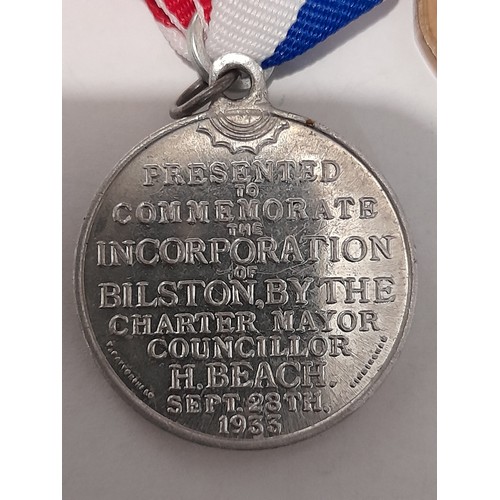 PRESENTED
TO
COMMEMORATE
THE
INCORPORATION
OF
BILSTON, BY THE
CHARTER MAYOR
COUNCILLOR
H. BEACH.
SEPT. 28TH,
1933